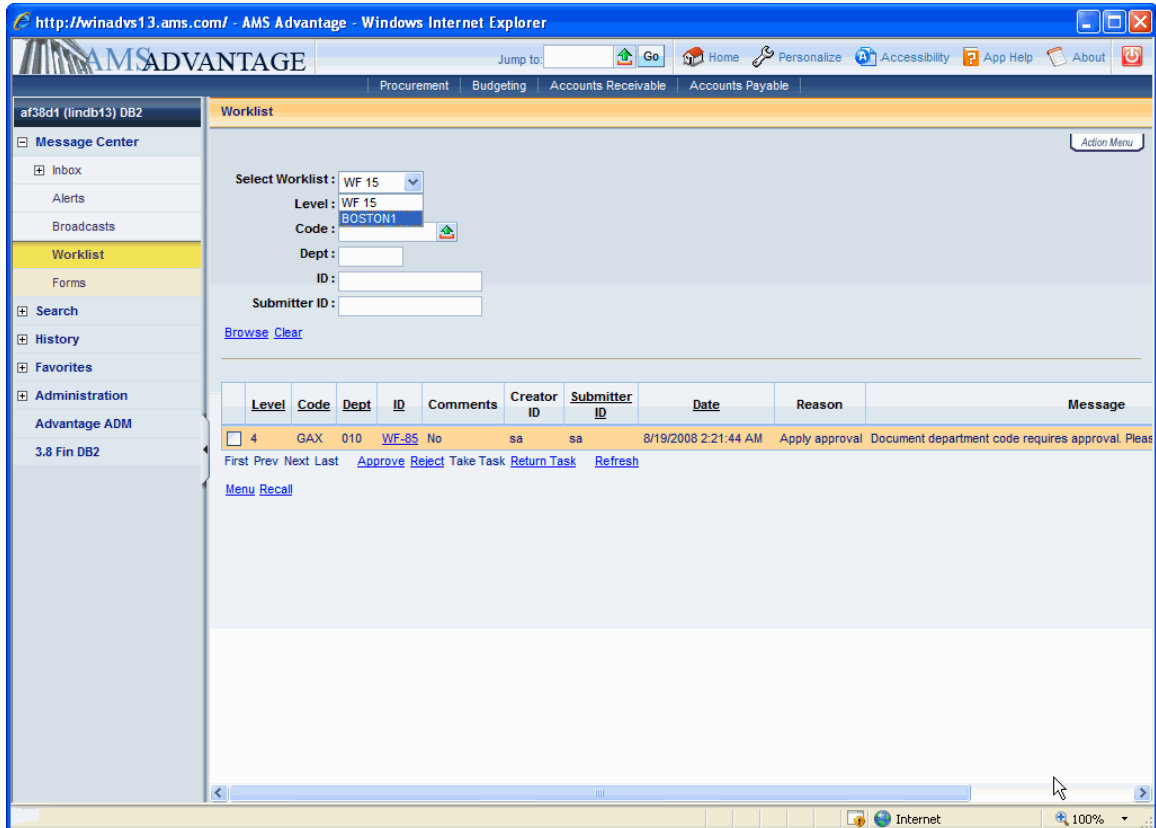 http://winadvs13.ams.com/ - AMS Advantage - Windows Internet Explorer
AMS ADVANTAGE
Jump to: Go Home Personalize Accessibility App Help About
Procurement Budgeting Accounts Receivable Accounts Payable
af38d1 (lindb13) DB2
Message Center
Inbox
Alerts
Broadcasts
Worklist
Forms
Search
History
Favorites
Administration
Advantage ADM
3.8 Fin DB2
Worklist
Action Menu
Select Worklist : WF 15
WF 15
BOSTON1
Level :
Code :
Dept :
ID :
Submitter ID :
Browse Clear
Level Code Dept ID Comments Creator ID Submitter ID Date Reason Message
4 GAX 010 WF-85 No sa sa 8/19/2008 2:21:44 AM Apply approval Document department code requires approval. Pleas
First Prev Next Last Approve Reject Take Task Return Task Refresh
Menu Recall
Internet 100%